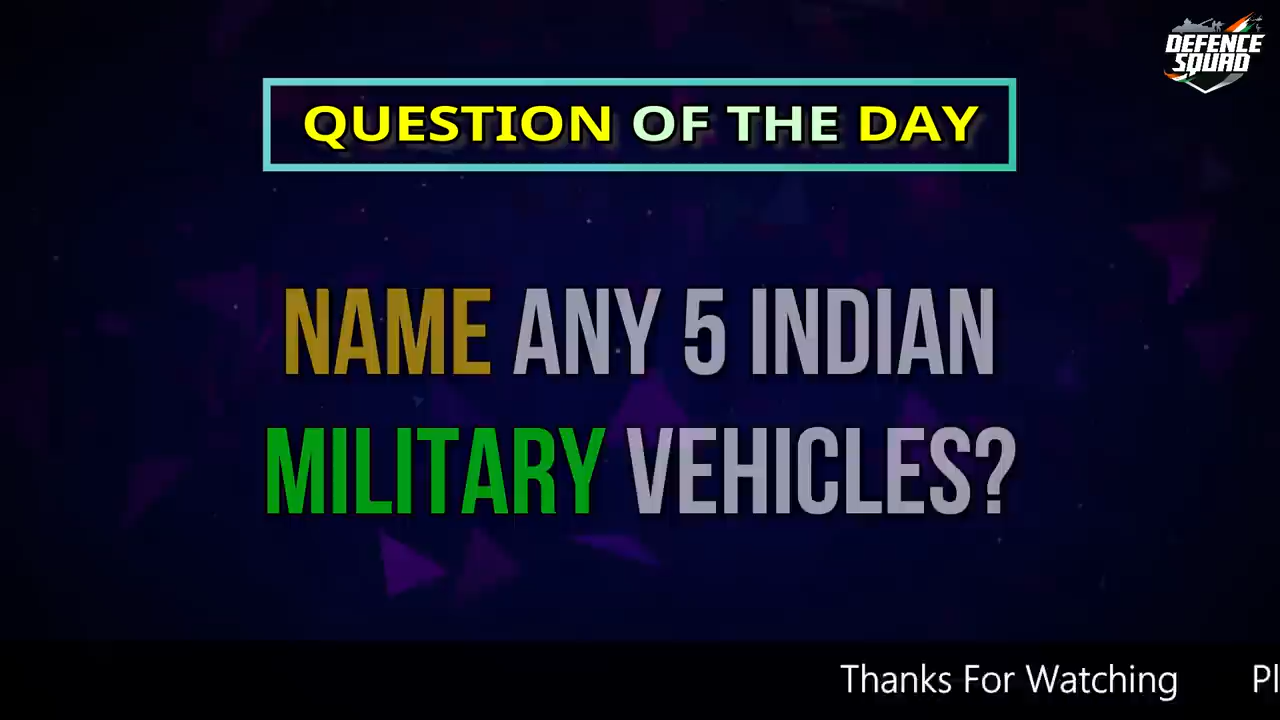 DEFENCE
SQUAD
QUESTION OF THE DAY
NAME ANY 5 INDIAN
MILITARY VEHICLES?
Thanks For Watching